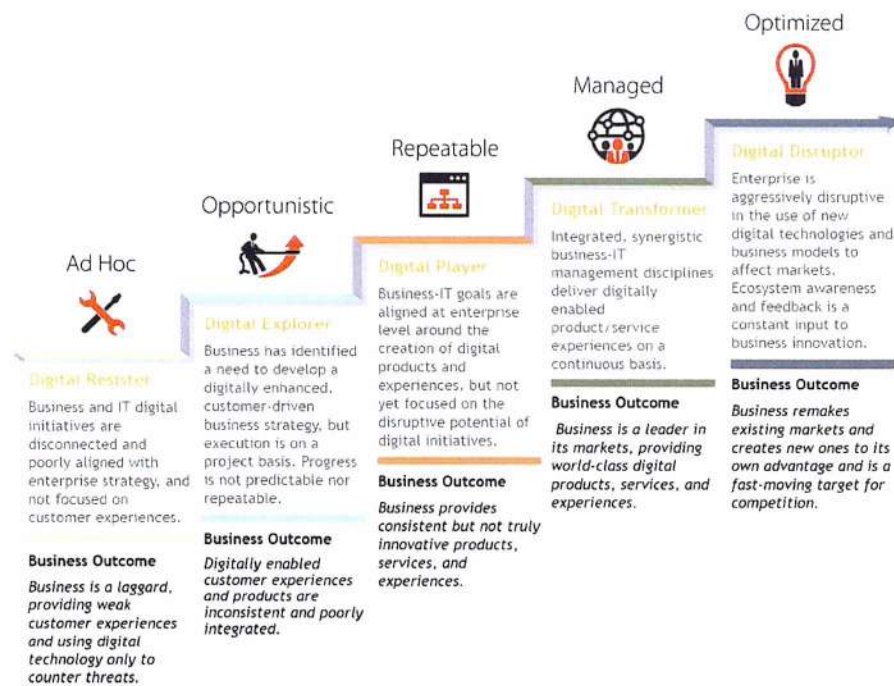 Ad Hoc
Digital Resister
Business and IT digital
initiatives are
disconnected and
poorly aligned with
enterprise strategy, and
not focused on
customer experiences.
Business Outcome
Business is a laggard,
providing weak
customer experiences
and using digital
technology only to
counter threats.
Opportunistic
Digital Explorer
Business has identified
a need to develop a
digitally enhanced,
customer-driven
business strategy, but
execution is on a
project basis. Progress
is not predictable nor
repeatable.
Business Outcome
Digitally enabled
customer experiences
and products are
inconsistent and poorly
integrated.
Repeatable
Digital Player
Business-IT goals are
aligned at enterprise
level around the
creation of digital
products and
experiences, but not
yet focused on the
disruptive potential of
digital initiatives.
Business Outcome
Business provides
consistent but not truly
innovative products,
services, and
experiences.
Managed
Digital Transformer
Integrated, synergistic
business-IT
management disciplines
deliver digitally
enabled
product/service
experiences on a
continuous basis.
Business Outcome
Business is a leader in
its markets, providing
world-class digital
products, services, and
experiences.
Optimized
Digital Disruptor
Enterprise is
aggressively disruptive
in the use of new
digital technologies and
business models to
affect markets.
Ecosystem awareness
and feedback is a
constant input to
business innovation.
Business Outcome
Business remakes
existing markets and
creates new ones to its
own advantage and is a
fast-moving target for
competition.